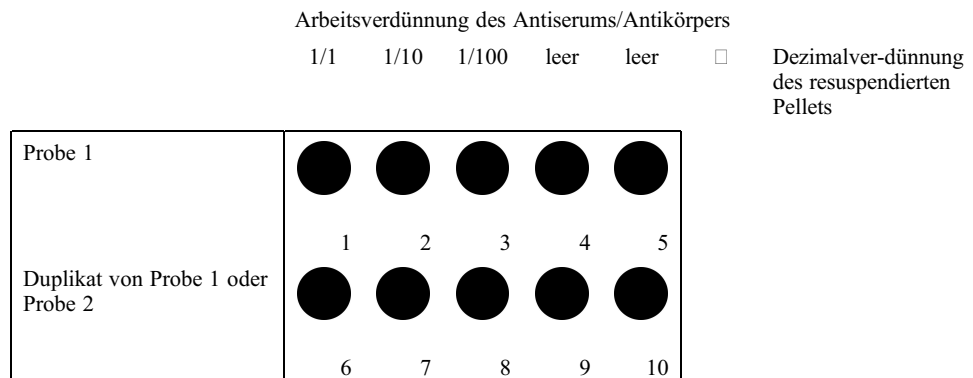 Arbeitsverdünnung des Antiserums/Antikörpers
1/1 1/10 1/100 leer leer □ Dezimalver-dünnung
des resuspendierten
Pellets
Probe 1
1 2 3 4 5
Duplikat von Probe 1 oder
Probe 2
6 7 8 9 10